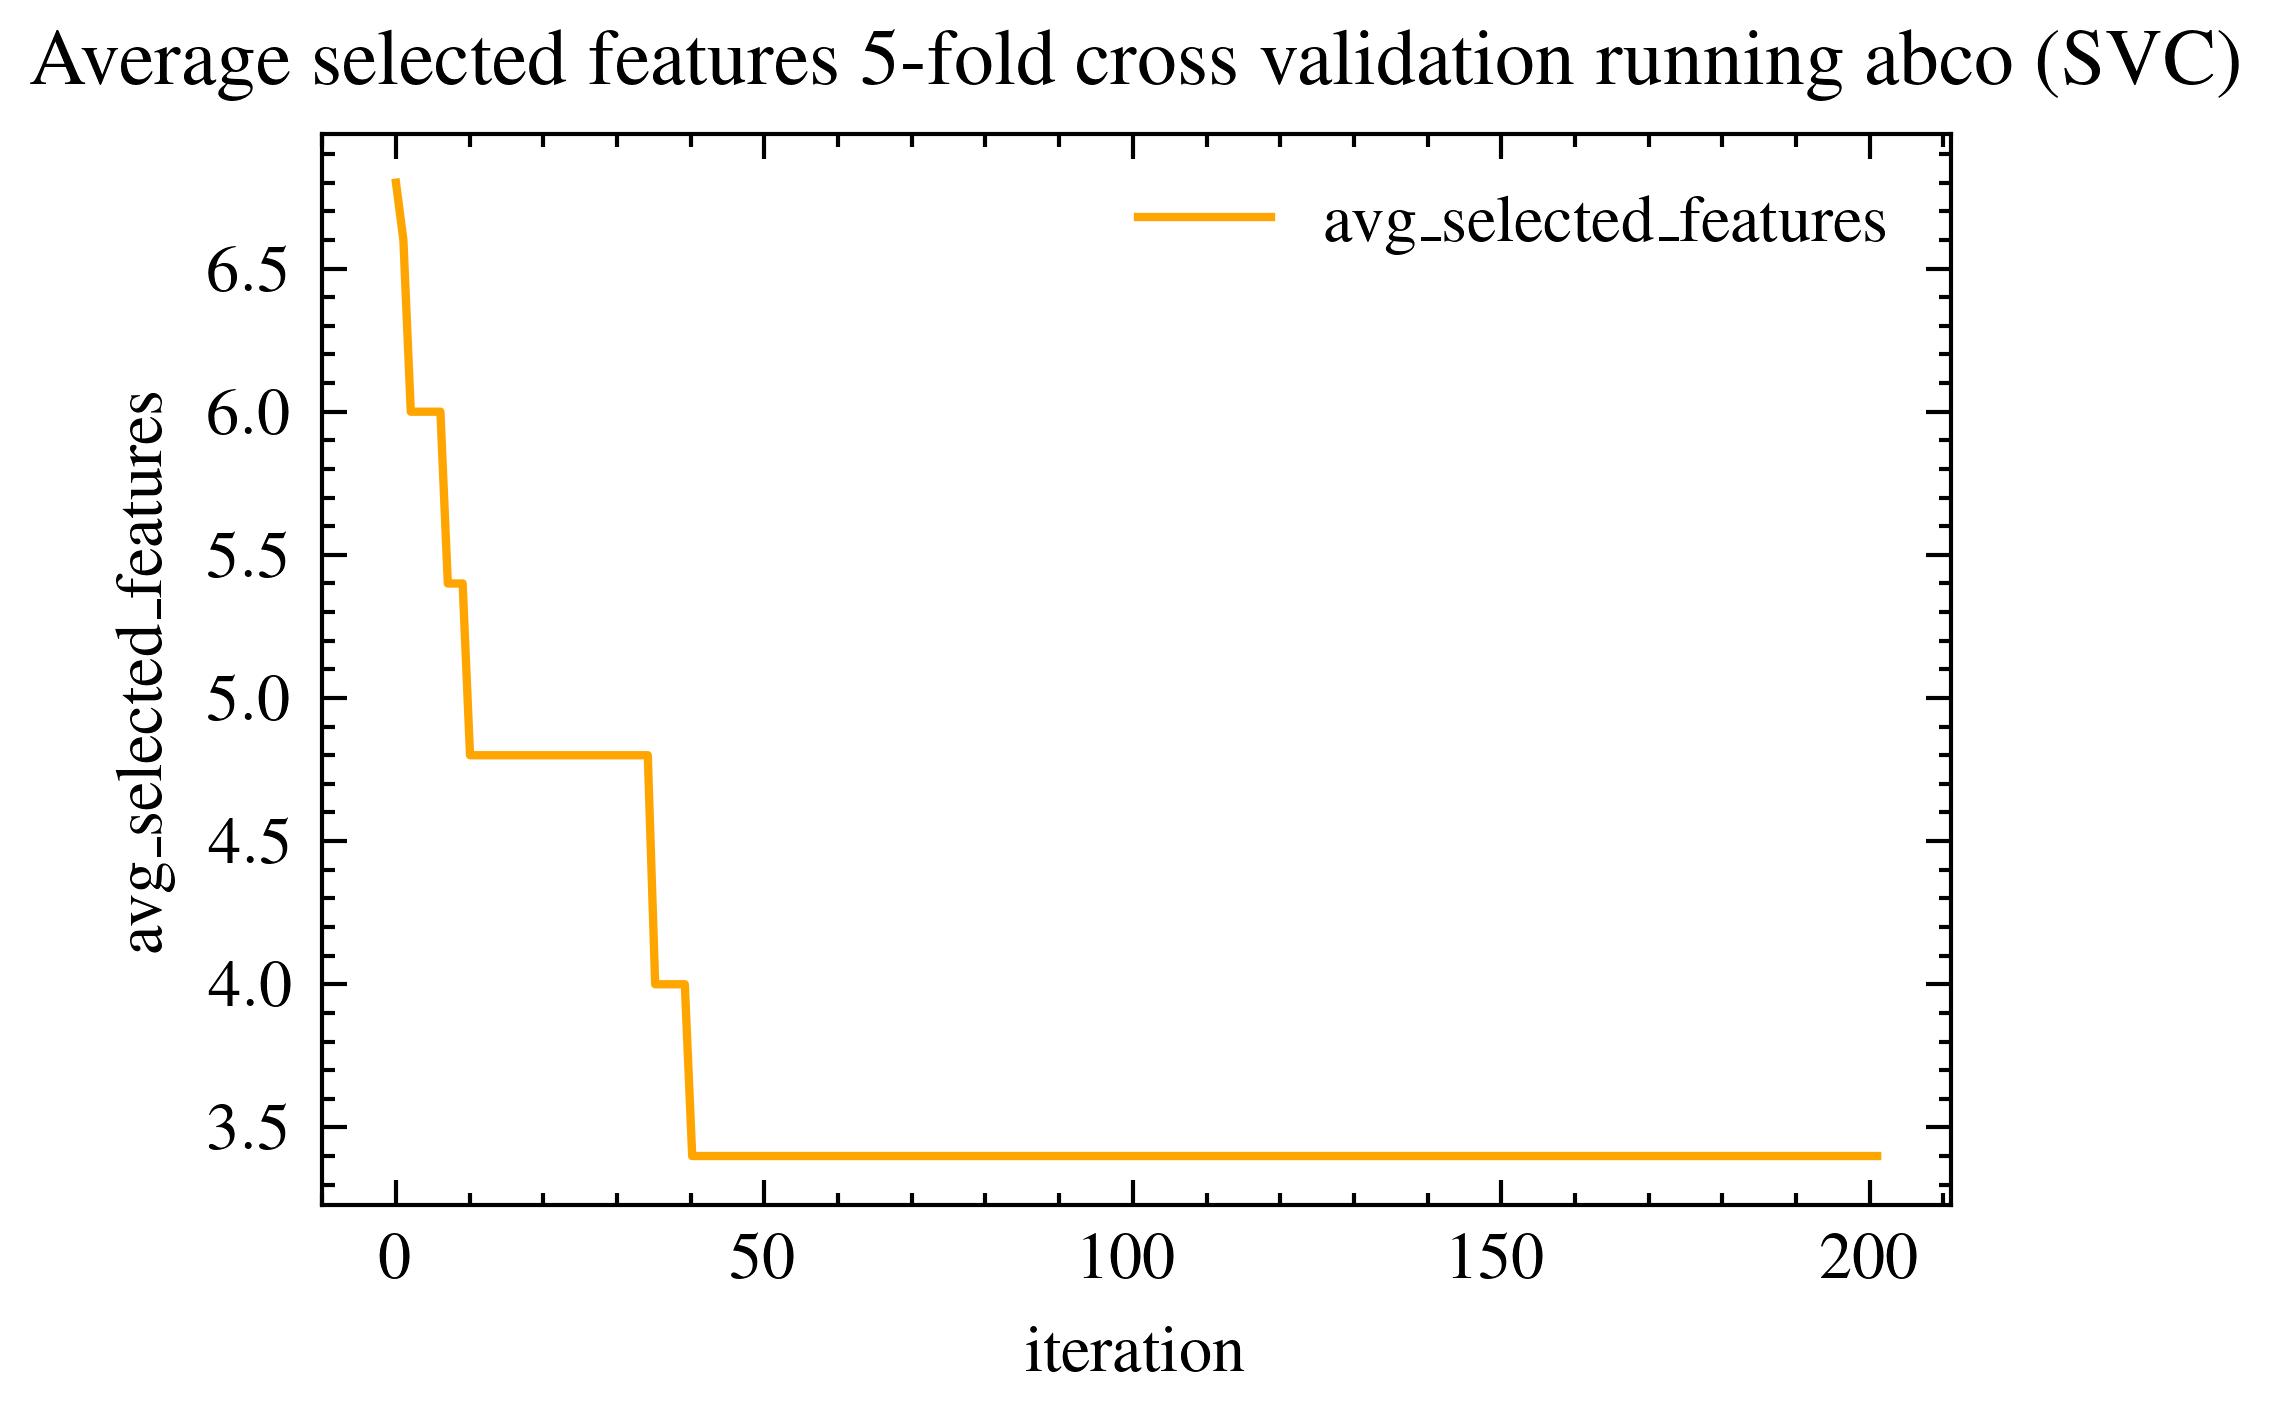 Average selected features 5-fold cross validation running abco (SVC)
avg_selected_features
6.5
6.0
5.5
5.0
4.5
4.0
3.5
avg_selected_features
0 50 100 150 200
iteration